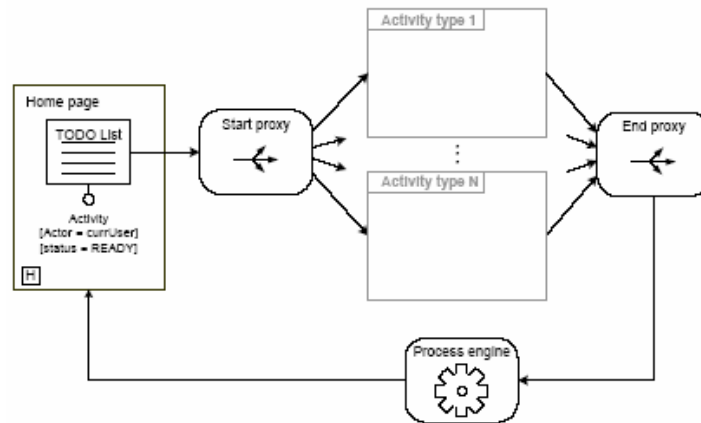 Activity type 1
Home page
TODO List
Start proxy
End proxy
Activity type N
Activity
[Actor = currUser]
[status = READY]
H
Process engine